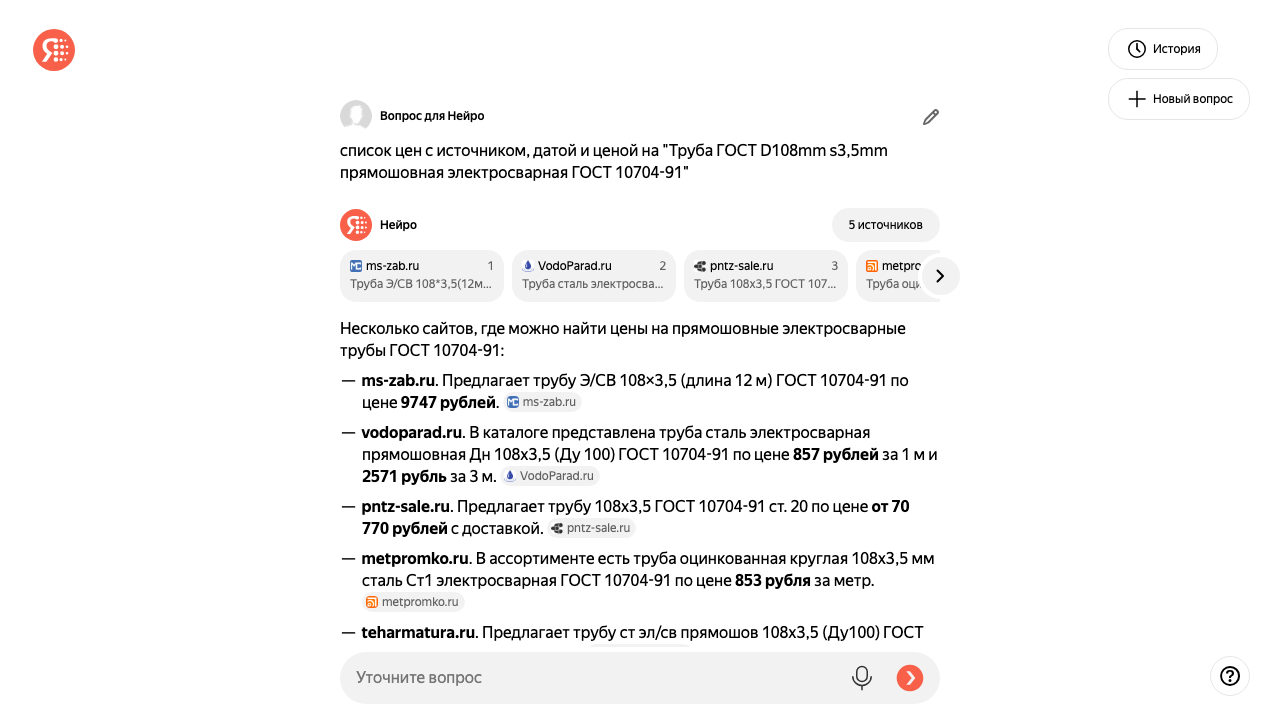 История
Новый вопрос
Вопрос для Нейро
список цен с источником, датой и ценой на "Труба ГОСТ D108mm s3,5mm
прямошовная электросварная ГОСТ 10704-91"
Нейро
5 источников
ms-zab.ru 1
Труба Э/СВ 108*3,5(12м...
VodoParad.ru 2
Труба сталь электросва...
pntz-sale.ru 3
Труба 108х3,5 ГОСТ 107...
metpro
Труба оци
Несколько сайтов, где можно найти цены на прямошовные электросварные
трубы ГОСТ 10704-91:
— ms-zab.ru. Предлагает трубу Э/СВ 108×3,5 (длина 12 м) ГОСТ 10704-91 по
цене 9747 рублей. ms-zab.ru
— vodoparad.ru. В каталоге представлена труба сталь электросварная
прямошовная Дн 108х3,5 (Ду 100) ГОСТ 10704-91 по цене 857 рублей за 1 м и
2571 рубль за 3 м. VodoParad.ru
— pntz-sale.ru. Предлагает трубу 108х3,5 ГОСТ 10704-91 ст. 20 по цене от 70
770 рублей с доставкой. pntz-sale.ru
— metpromko.ru. В ассортименте есть труба оцинкованная круглая 108х3,5 мм
сталь Ст1 электросварная ГОСТ 10704-91 по цене 853 рубля за метр.
metpromko.ru
— teharmatura.ru. Предлагает трубу ст эл/св прямошов 108х3,5 (Ду100) ГОСТ
Уточните вопрос